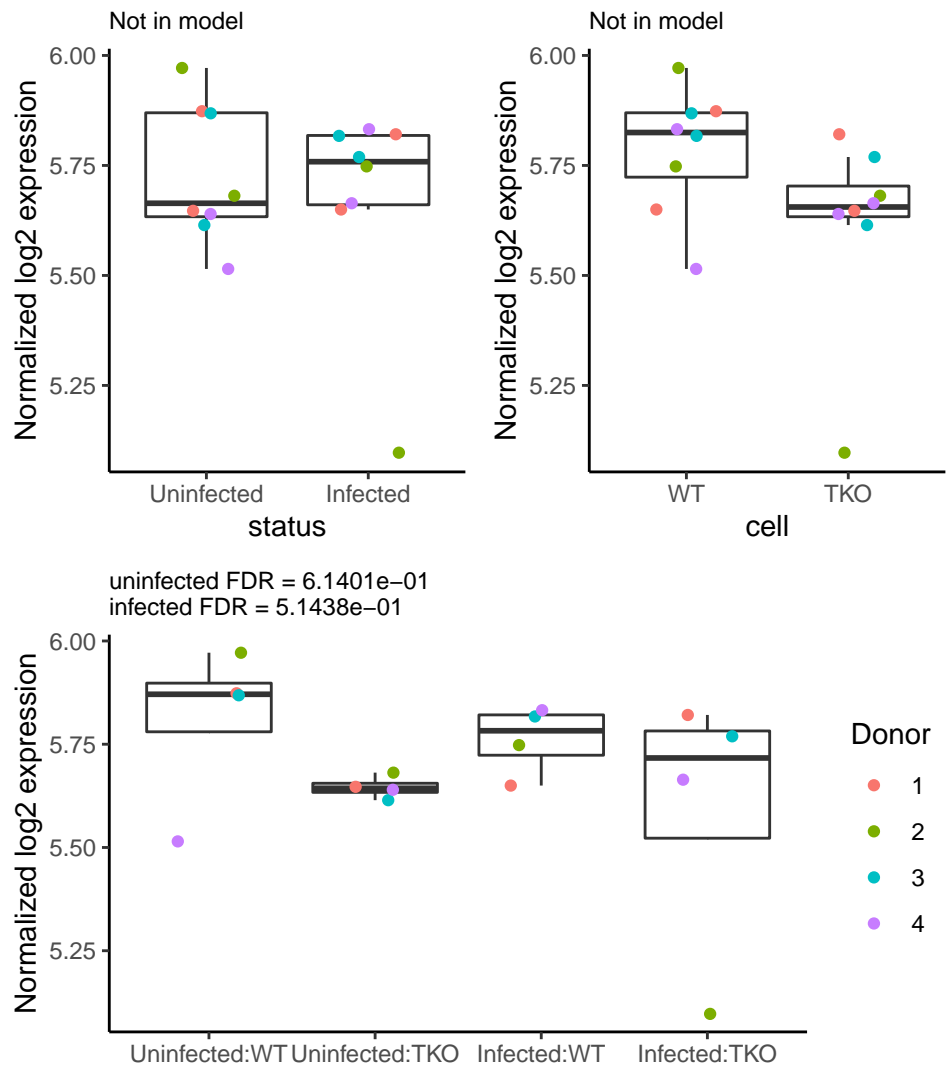 Not in model
Normalized log2 expression
6.00
5.75
5.50
5.25
Uninfected
Infected
status
Not in model
Normalized log2 expression
6.00
5.75
5.50
5.25
WT
TKO
cell
uninfected FDR = 6.1401e−01
infected FDR = 5.1438e−01
Normalized log2 expression
6.00
5.75
5.50
5.25
Uninfected:WT
Uninfected:TKO
Infected:WT
Infected:TKO
Donor
1
2
3
4